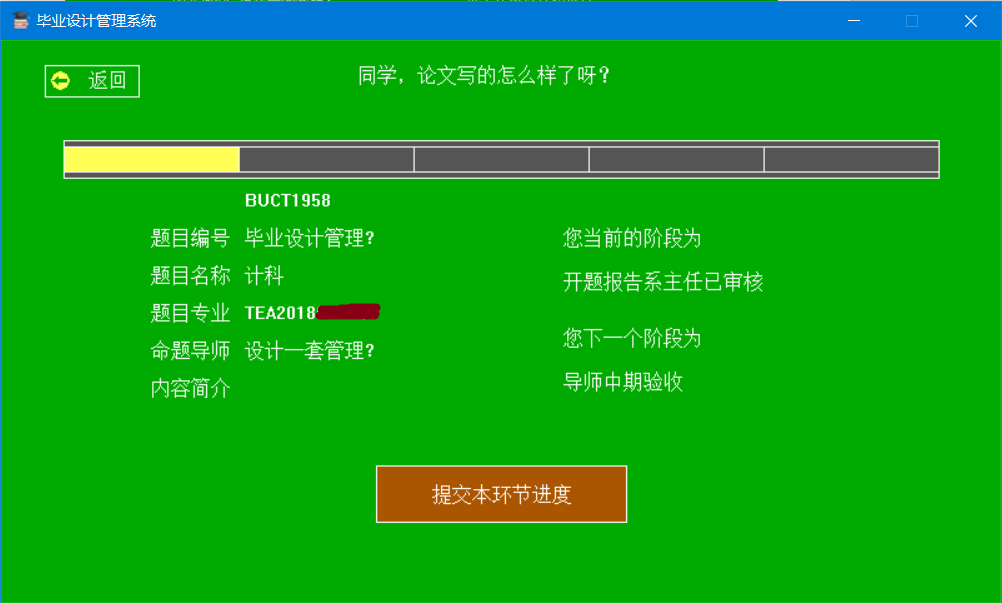 毕业设计管理系统
返回
同学，论文写的怎么样了呀？
BUCT1958
题目编号 毕业设计管理?
题目名称 计科
题目专业 TEA2018
命题导师 设计一套管理?
内容简介
您当前的阶段为
开题报告系主任已审核
您下一个阶段为
导师中期验收
提交本环节进度